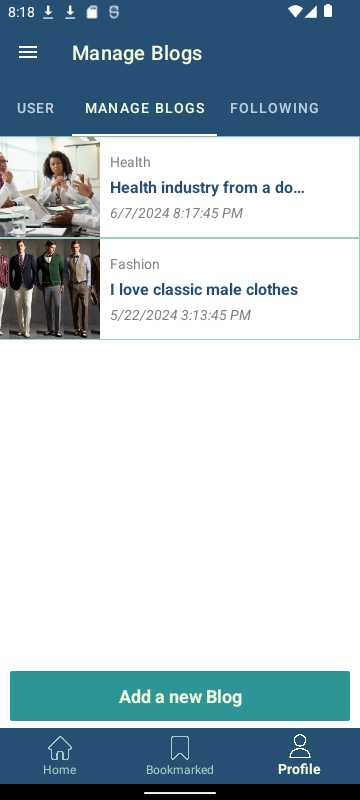 8:18
Manage Blogs
USER
MANAGE BLOGS
FOLLOWING
Health
Health industry from a do…
6/7/2024 8:17:45 PM
Fashion
I love classic male clothes
5/22/2024 3:13:45 PM
Add a new Blog
Home
Bookmarked
Profile